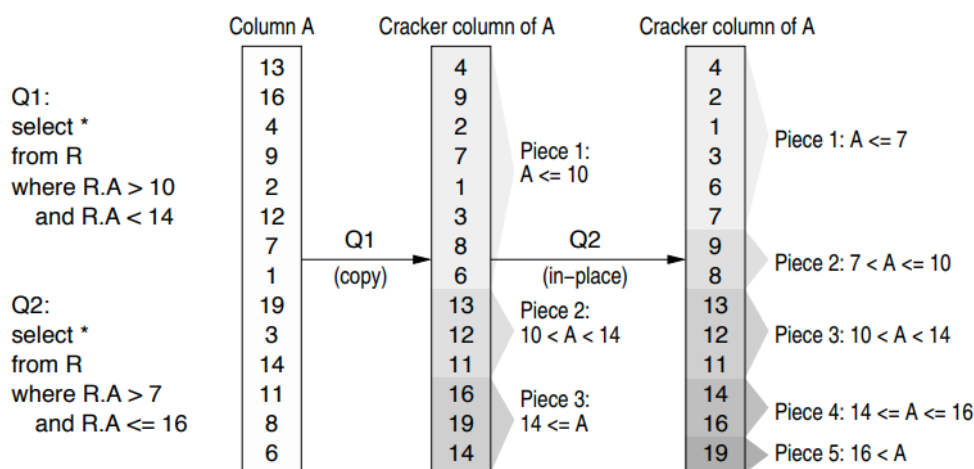 Column A
Cracker column of A
Cracker column of A
Q1:
select *
from R
where R.A > 10
and R.A < 14
Q2:
select *
from R
where R.A > 7
and R.A <= 16
13
16
4
9
2
12
7
1
19
3
14
11
8
6
Q1
(copy)
4
9
2
7
1
3
8
6
13
12
11
16
19
14
Piece 1:
A <= 10
Piece 2:
10 < A < 14
Piece 3:
14 <= A
Q2
(in−place)
4
2
1
3
6
7
9
8
13
12
11
14
16
19
Piece 1: A <= 7
Piece 2: 7 < A <= 10
Piece 3: 10 < A < 14
Piece 4: 14 <= A <= 16
Piece 5: 16 < A